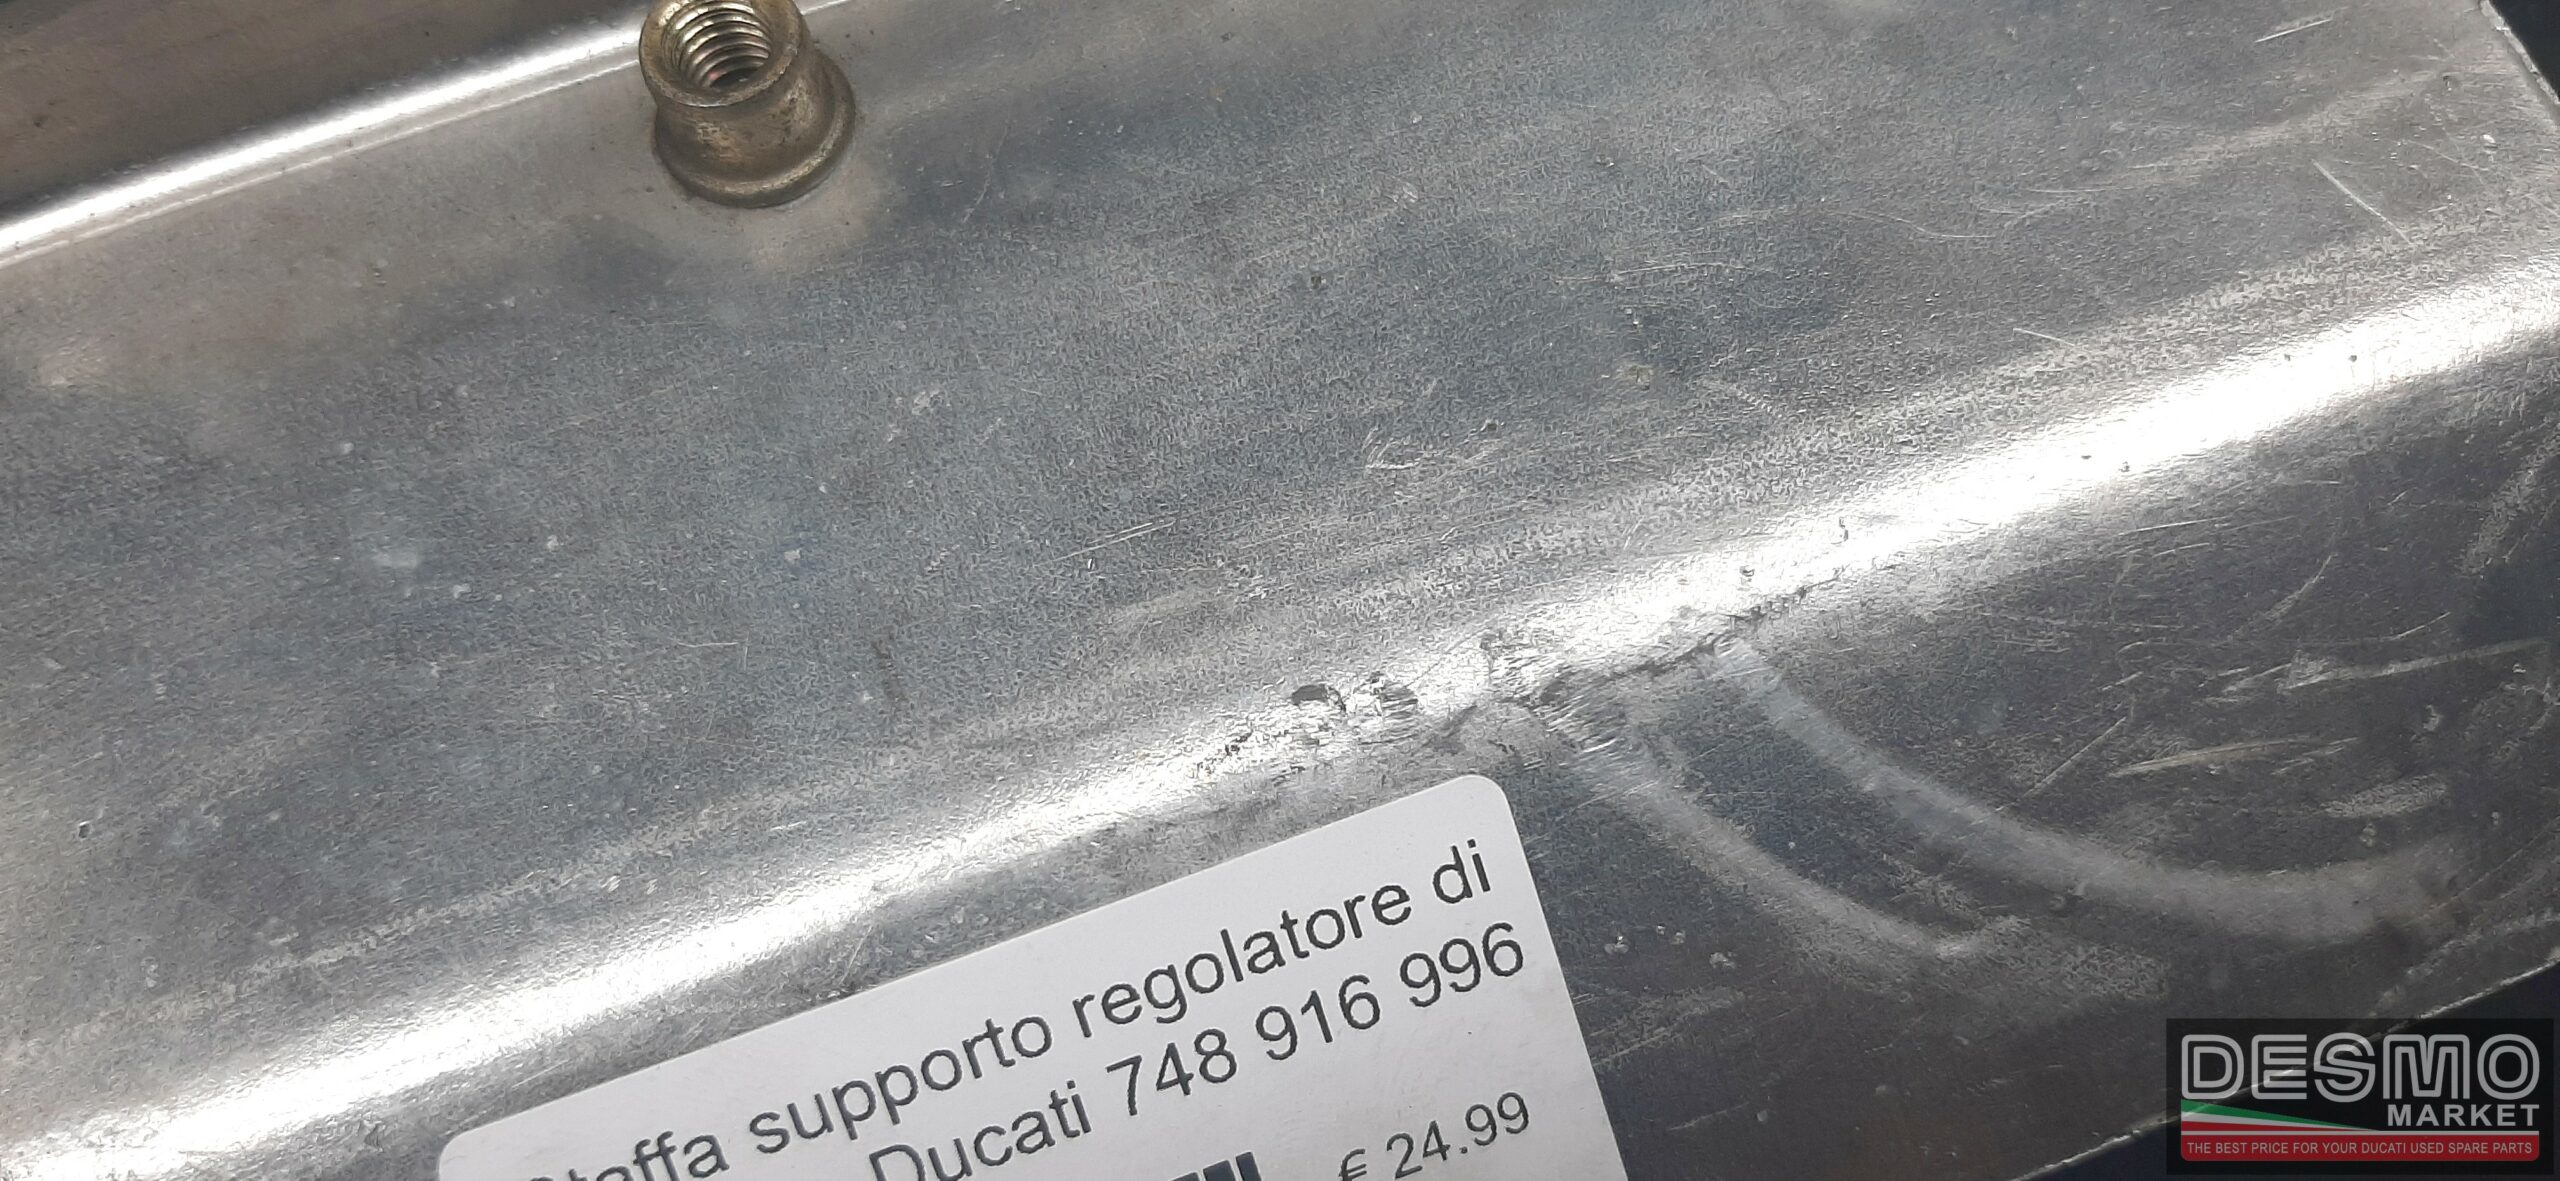 supporto regolatore di
Ducati 748 916 996
€ 24.99
DESMO
MARKET
THE BEST PRICE FOR YOUR DUCATI USED SPARE PARTS